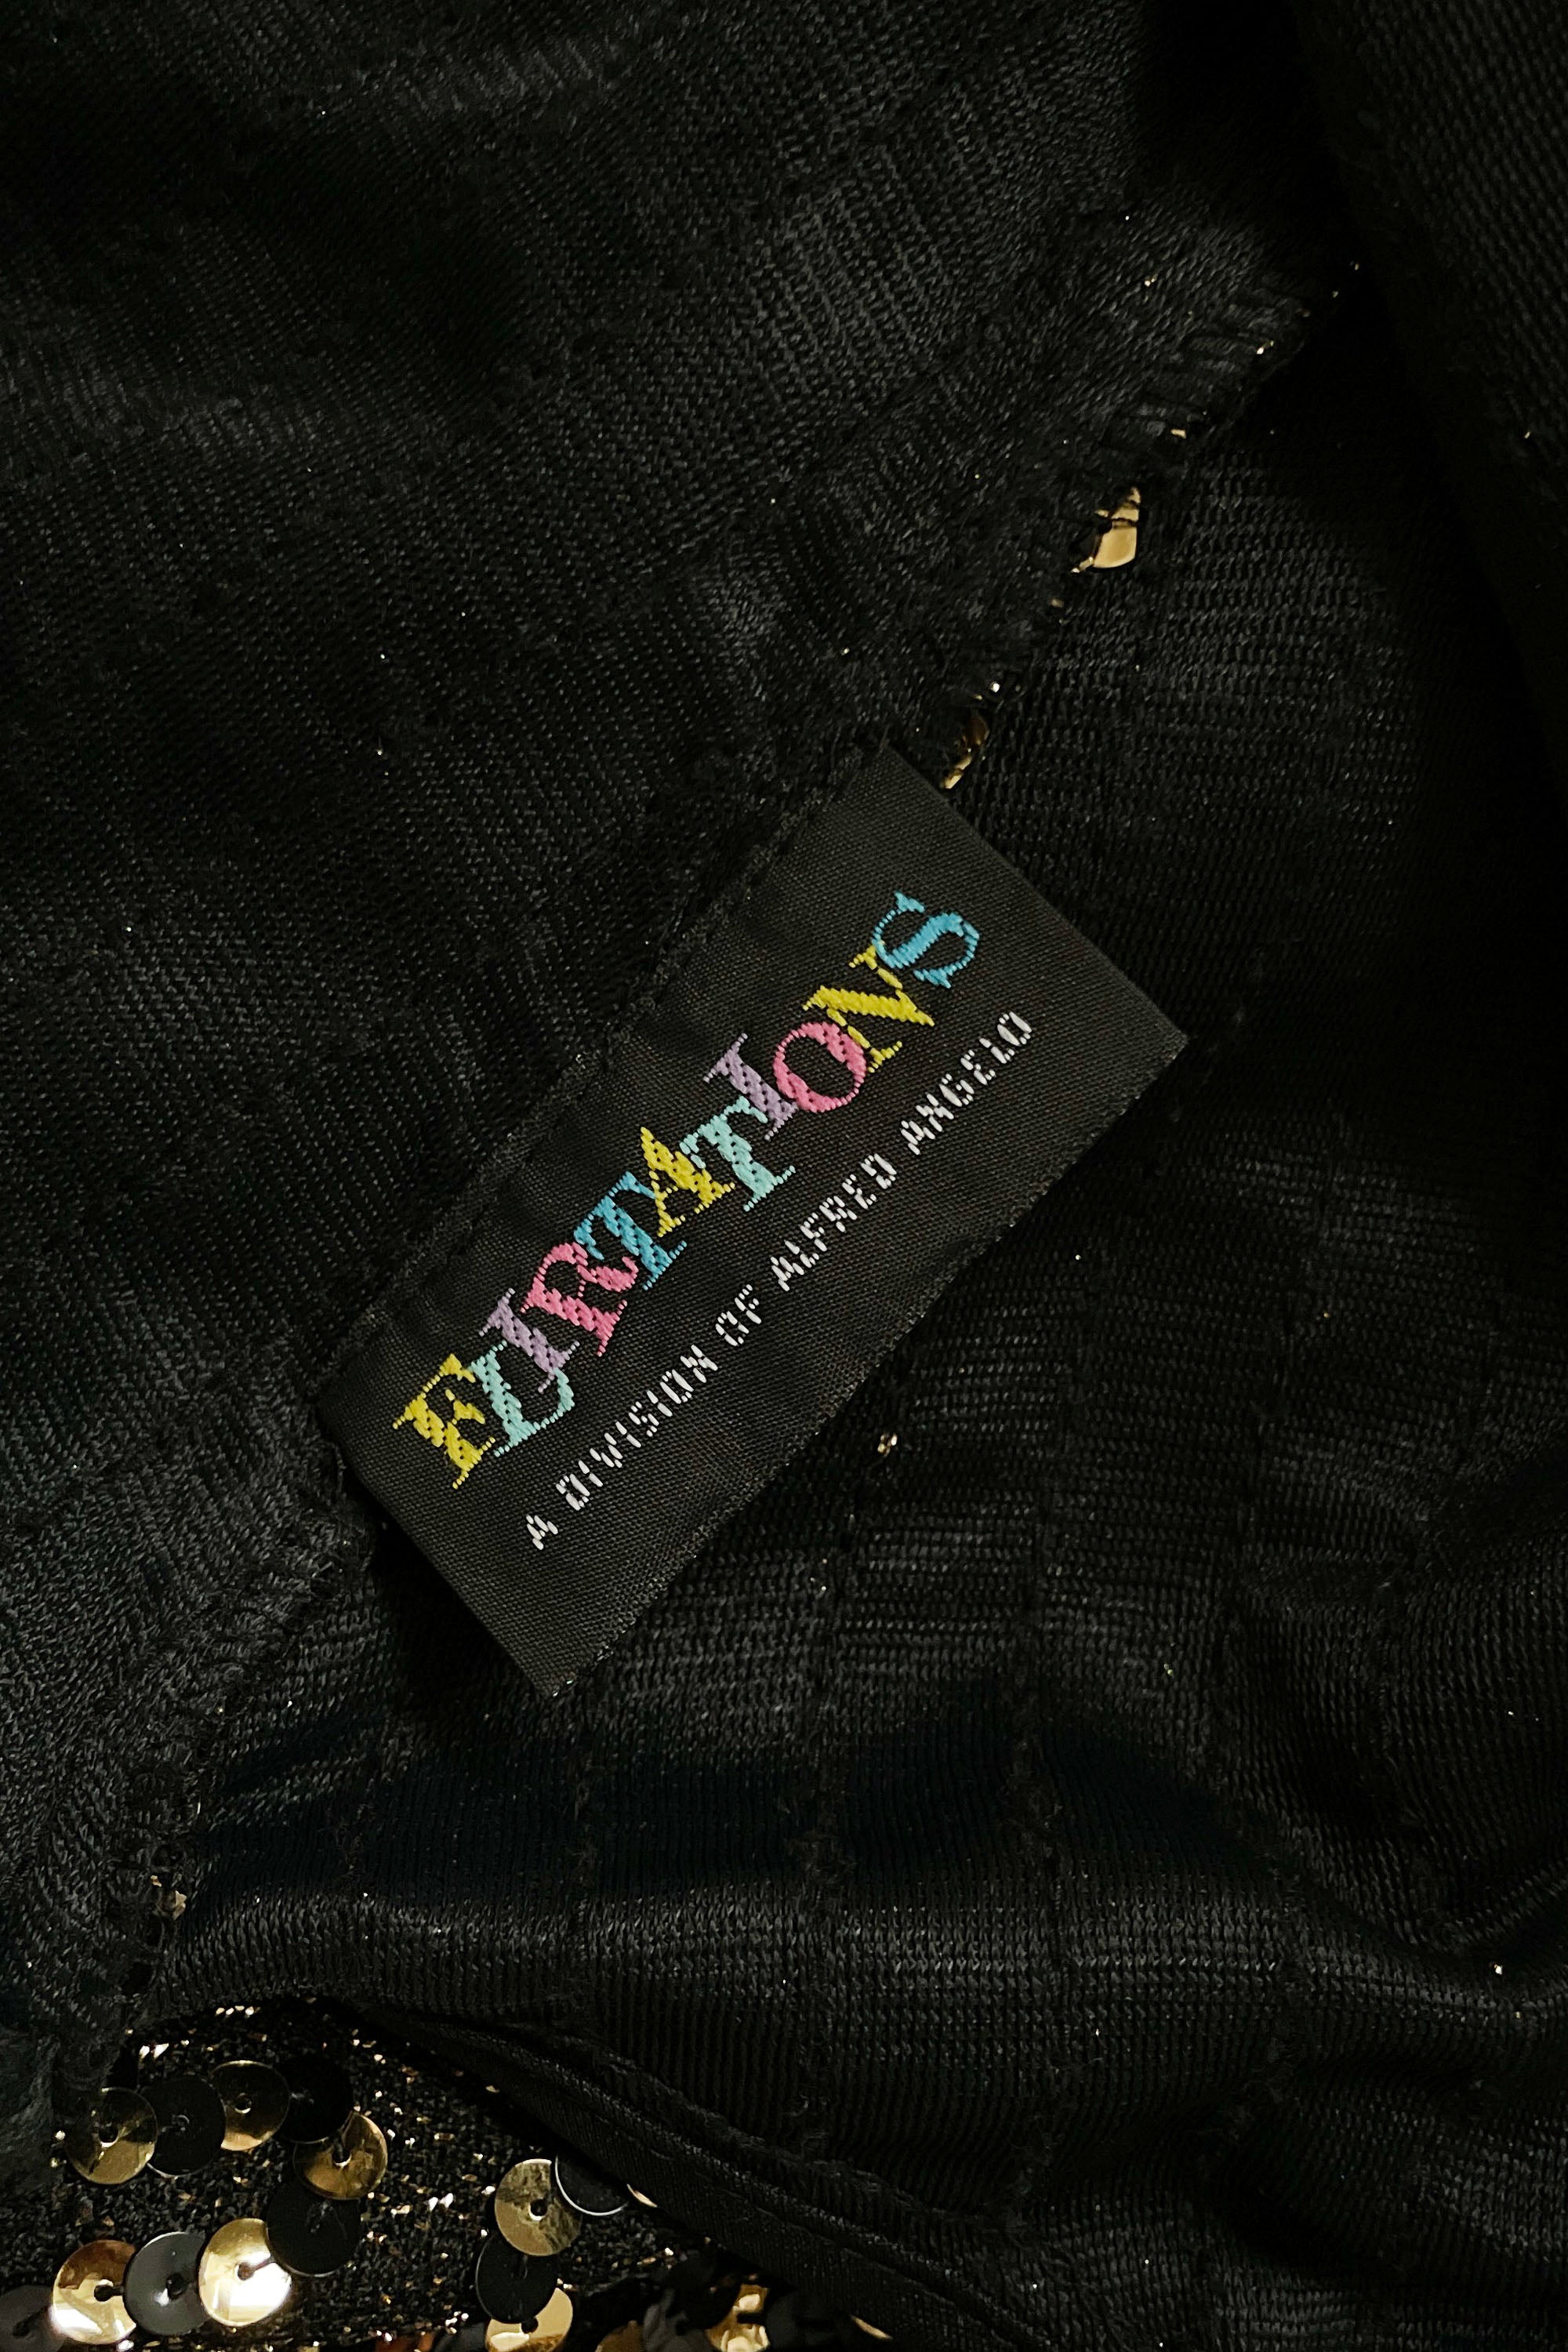 FLIRTATIONS
A DIVISION OF ALFRED ANGELO